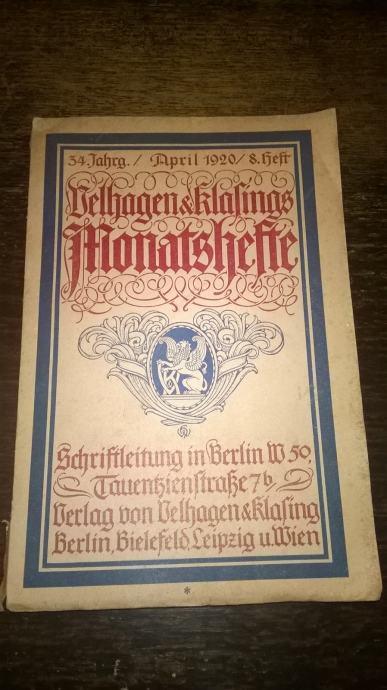 34. Jahrg. / April 1920 / 8. Heft
Velhagen & Klasings
Monatshefte
Schriftleitung in Berlin W 50,
Tauentzienstraße 7b
Verlag von Velhagen & Klasing
Berlin, Bielefeld, Leipzig u. Wien
*